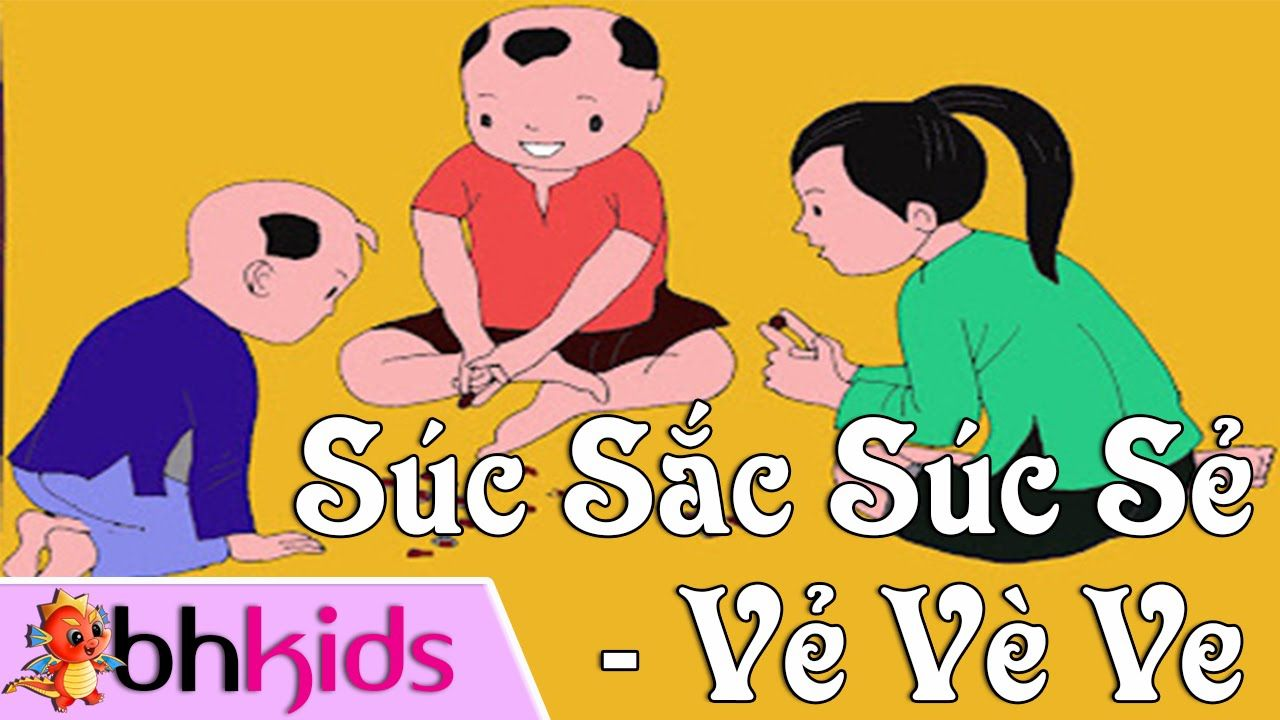 Súc Sắc Súc Sẻ
- Vẻ Vè Ve
bhkids